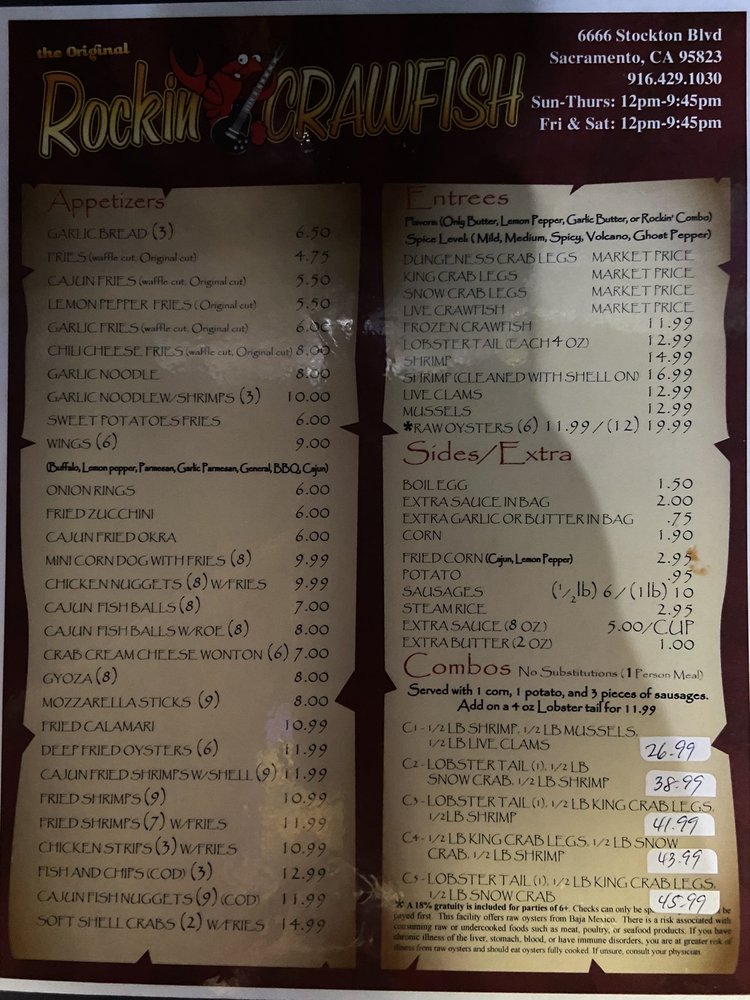 the Original
Rockin CRAWFISH
6666 Stockton Blvd
Sacramento, CA 95823
916.429.1030
Sun-Thurs: 12pm-9:45pm
Fri & Sat: 12pm-9:45pm
Appetizers
GARLIC BREAD (3) 6.50
FRIES (waffle cut, Original cut) 4.75
CAJUN FRIES (waffle cut, Original cut) 5.50
LEMON PEPPER FRIES (Original cut) 5.50
GARLIC FRIES (waffle cut, Original cut) 6.00
CHILI CHEESE FRIES (waffle cut, Original cut) 8.00
GARLIC NOODLE 8.00
GARLIC NOODLE W/SHRIMPS (3) 10.00
SWEET POTATOES FRIES 6.00
WINGS (6) 9.00
(Buffalo, Lemon pepper, Parmesan, Garlic Parmesan, General, BBQ, Cajun)
ONION RINGS 6.00
FRIED ZUCCHINI 6.00
CAJUN FRIED OKRA 6.00
MINI CORN DOG WITH FRIES (8) 9.99
CHICKEN NUGGETS (8) W/FRIES 9.99
CAJUN FISH BALLS (8) 7.00
CAJUN FISH BALLS W/ROE (8) 8.00
CRAB CREAM CHEESE WONTON (6) 7.00
GYOZA (8) 8.00
MOZZARELLA STICKS (9) 8.00
FRIED CALAMARI 10.99
DEEP FRIED OYSTERS (6) 11.99
CAJUN FRIED SHRIMPS W/SHELL (9) 11.99
FRIED SHRIMPS (9) 10.99
FRIED SHRIMPS (7) W/FRIES 11.99
CHICKEN STRIPS (3) W/FRIES 10.99
FISH AND CHIPS (COD) (3) 12.99
CAJUN FISH NUGGETS (9) (COD) 11.99
SOFT SHELL CRABS (2) W/FRIES 14.99
Entrees
Flavors: (Only Butter, Lemon Pepper, Garlic Butter, or Rockin' Combo)
Spice Level: ( Mild, Medium, Spicy, Volcano, Ghost Pepper)
DUNGENESS CRAB LEGS MARKET PRICE
KING CRAB LEGS MARKET PRICE
SNOW CRAB LEGS MARKET PRICE
LIVE CRAWFISH MARKET PRICE
FROZEN CRAWFISH 11.99
LOBSTER TAIL (EACH 4 OZ) 12.99
SHRIMP 14.99
SHRIMP (CLEANED WITH SHELL ON) 16.99
LIVE CLAMS 12.99
MUSSELS 12.99
*RAW OYSTERS (6) 11.99 / (12) 19.99
Sides/Extra
BOIL EGG 1.50
EXTRA SAUCE IN BAG 2.00
EXTRA GARLIC OR BUTTER IN BAG .75
CORN 1.90
FRIED CORN (Cajun, Lemon Pepper) 2.95
POTATO .95
SAUSAGES (1/2lb) 6 / (1lb) 10
STEAM RICE 2.95
EXTRA SAUCE (8 OZ) 5.00/CUP
EXTRA BUTTER (2 OZ) 1.00
Combos No Substitutions (1 Person Meal)
Served with 1 corn, 1 potato, and 3 pieces of sausages.
Add on a 4 oz Lobster tail for 11.99
C1 - 1/2 LB SHRIMP, 1/2 LB MUSSELS,
1/2 LB LIVE CLAMS 26.99
C2 - LOBSTER TAIL (1), 1/2 LB
SNOW CRAB, 1/2 LB SHRIMP 38.99
C3 - LOBSTER TAIL (1), 1/2 LB KING CRAB LEGS,
1/2LB SHRIMP 41.99
C4 - 1/2 LB KING CRAB LEGS, 1/2 LB SNOW
CRAB, 1/2 LB SHRIMP 43.99
C5 - LOBSTER TAIL (1), 1/2 LB KING CRAB LEGS,
1/2 LB SNOW CRAB 45.99
* A 18% gratuity is included for parties of 6+. Checks can only be be
payed first. This facility offers raw oysters from Baja Mexico. There is a risk associated with
consuming raw or undercooked foods such as meat, poultry, or seafood products. If you have
chronic illness of the liver, stomach, blood, or have immune disorders, you are at greater risk of
illness from raw oysters and should eat oysters fully cooked. If unsure, consult your physician.